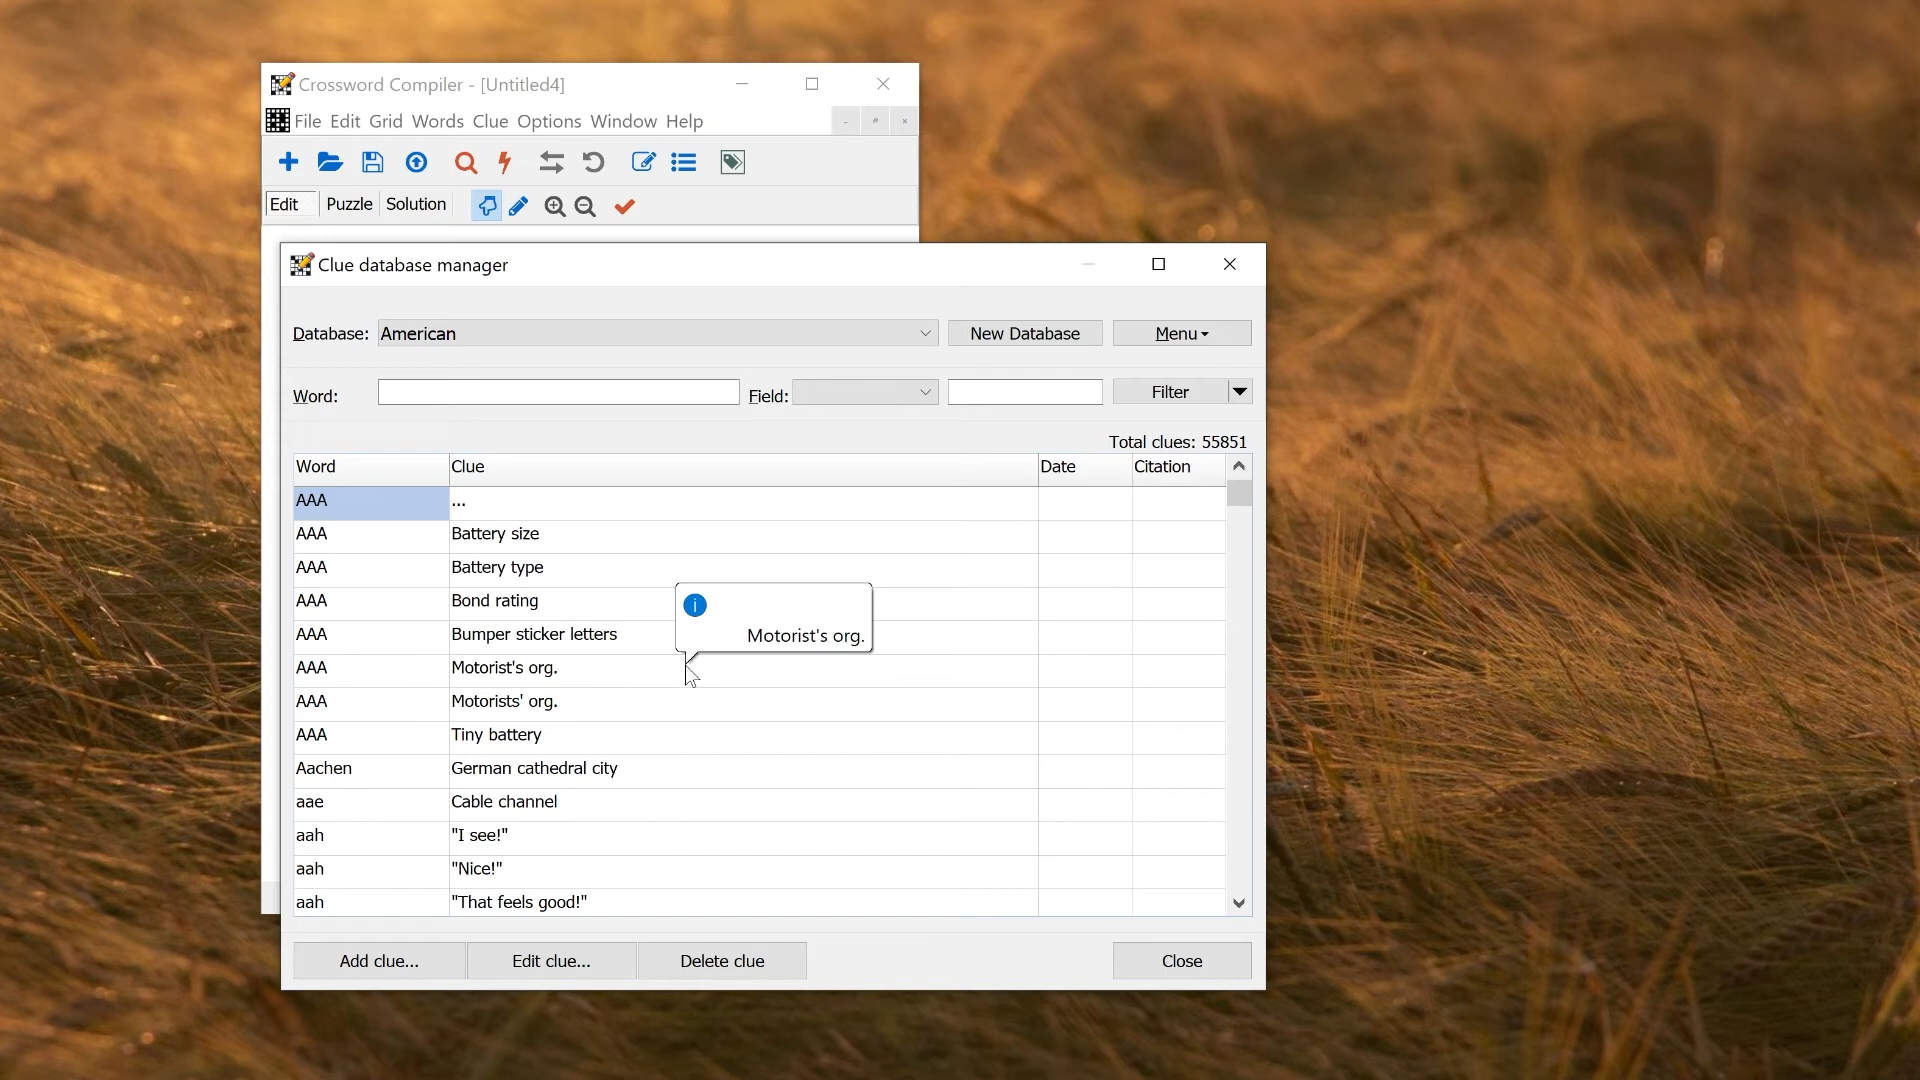 Crossword Compiler - [Untitled4]
File Edit Grid Words Clue Options Window Help
Edit Puzzle Solution
Clue database manager
Database: American New Database Menu
Word: Field: Filter
Total clues: 55851
Word Clue Date Citation
AAA ...
AAA Battery size
AAA Battery type
AAA Bond rating
AAA Bumper sticker letters
Motorist's org.
AAA Motorist's org.
AAA Motorists' org.
AAA Tiny battery
Aachen German cathedral city
aae Cable channel
aah "I see!"
aah "Nice!"
aah "That feels good!"
Add clue... Edit clue... Delete clue Close